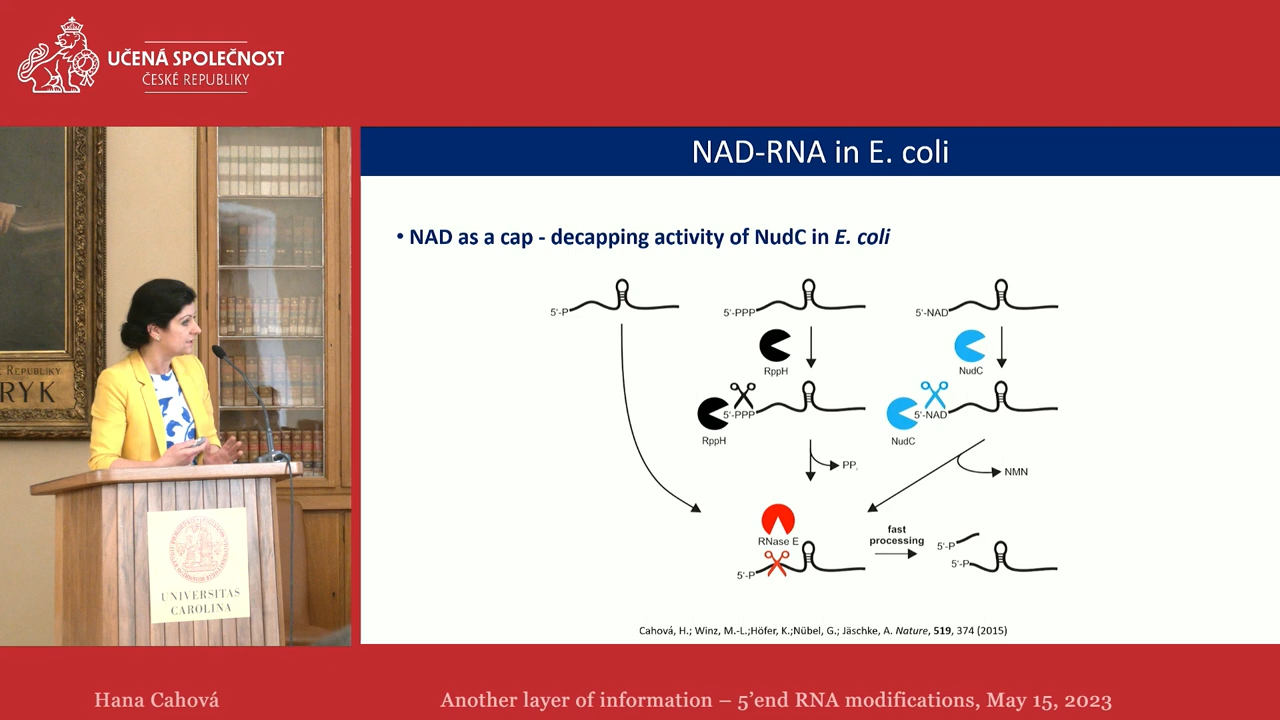 UČENÁ SPOLEČNOST
ČESKÉ REPUBLIKY
NAD-RNA in E. coli
• NAD as a cap - decapping activity of NudC in E. coli
5'-P
5'-PPP
5'-NAD
RppH
NudC
5'-PPP
5'-NAD
RppH
NudC
PPi
NMN
RNase E
fast
processing
5'-P
5'-P
5'-P
Cahová, H.; Winz, M.-L.;Höfer, K.;Nübel, G.; Jäschke, A. Nature, 519, 374 (2015)
REPUBLIKY
RYK
UNIVERSITAS
CAROLINA
Hana Cahová
Another layer of information – 5’end RNA modifications, May 15, 2023